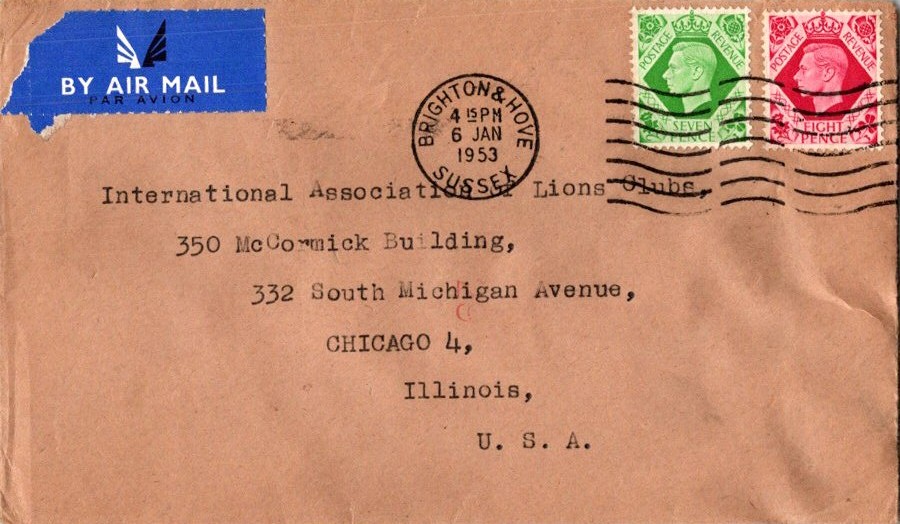 BY AIR MAIL
PAR AVION
BRIGHTON & HOVE
4 15 PM
6 JAN
1953
SUSSEX
POSTAGE REVENUE
SEVEN
PENCE
POSTAGE REVENUE
EIGHT
PENCE
International Association of Lions Clubs,
350 McCormick Building,
332 South Michigan Avenue,
CHICAGO 4,
Illinois,
U. S. A.